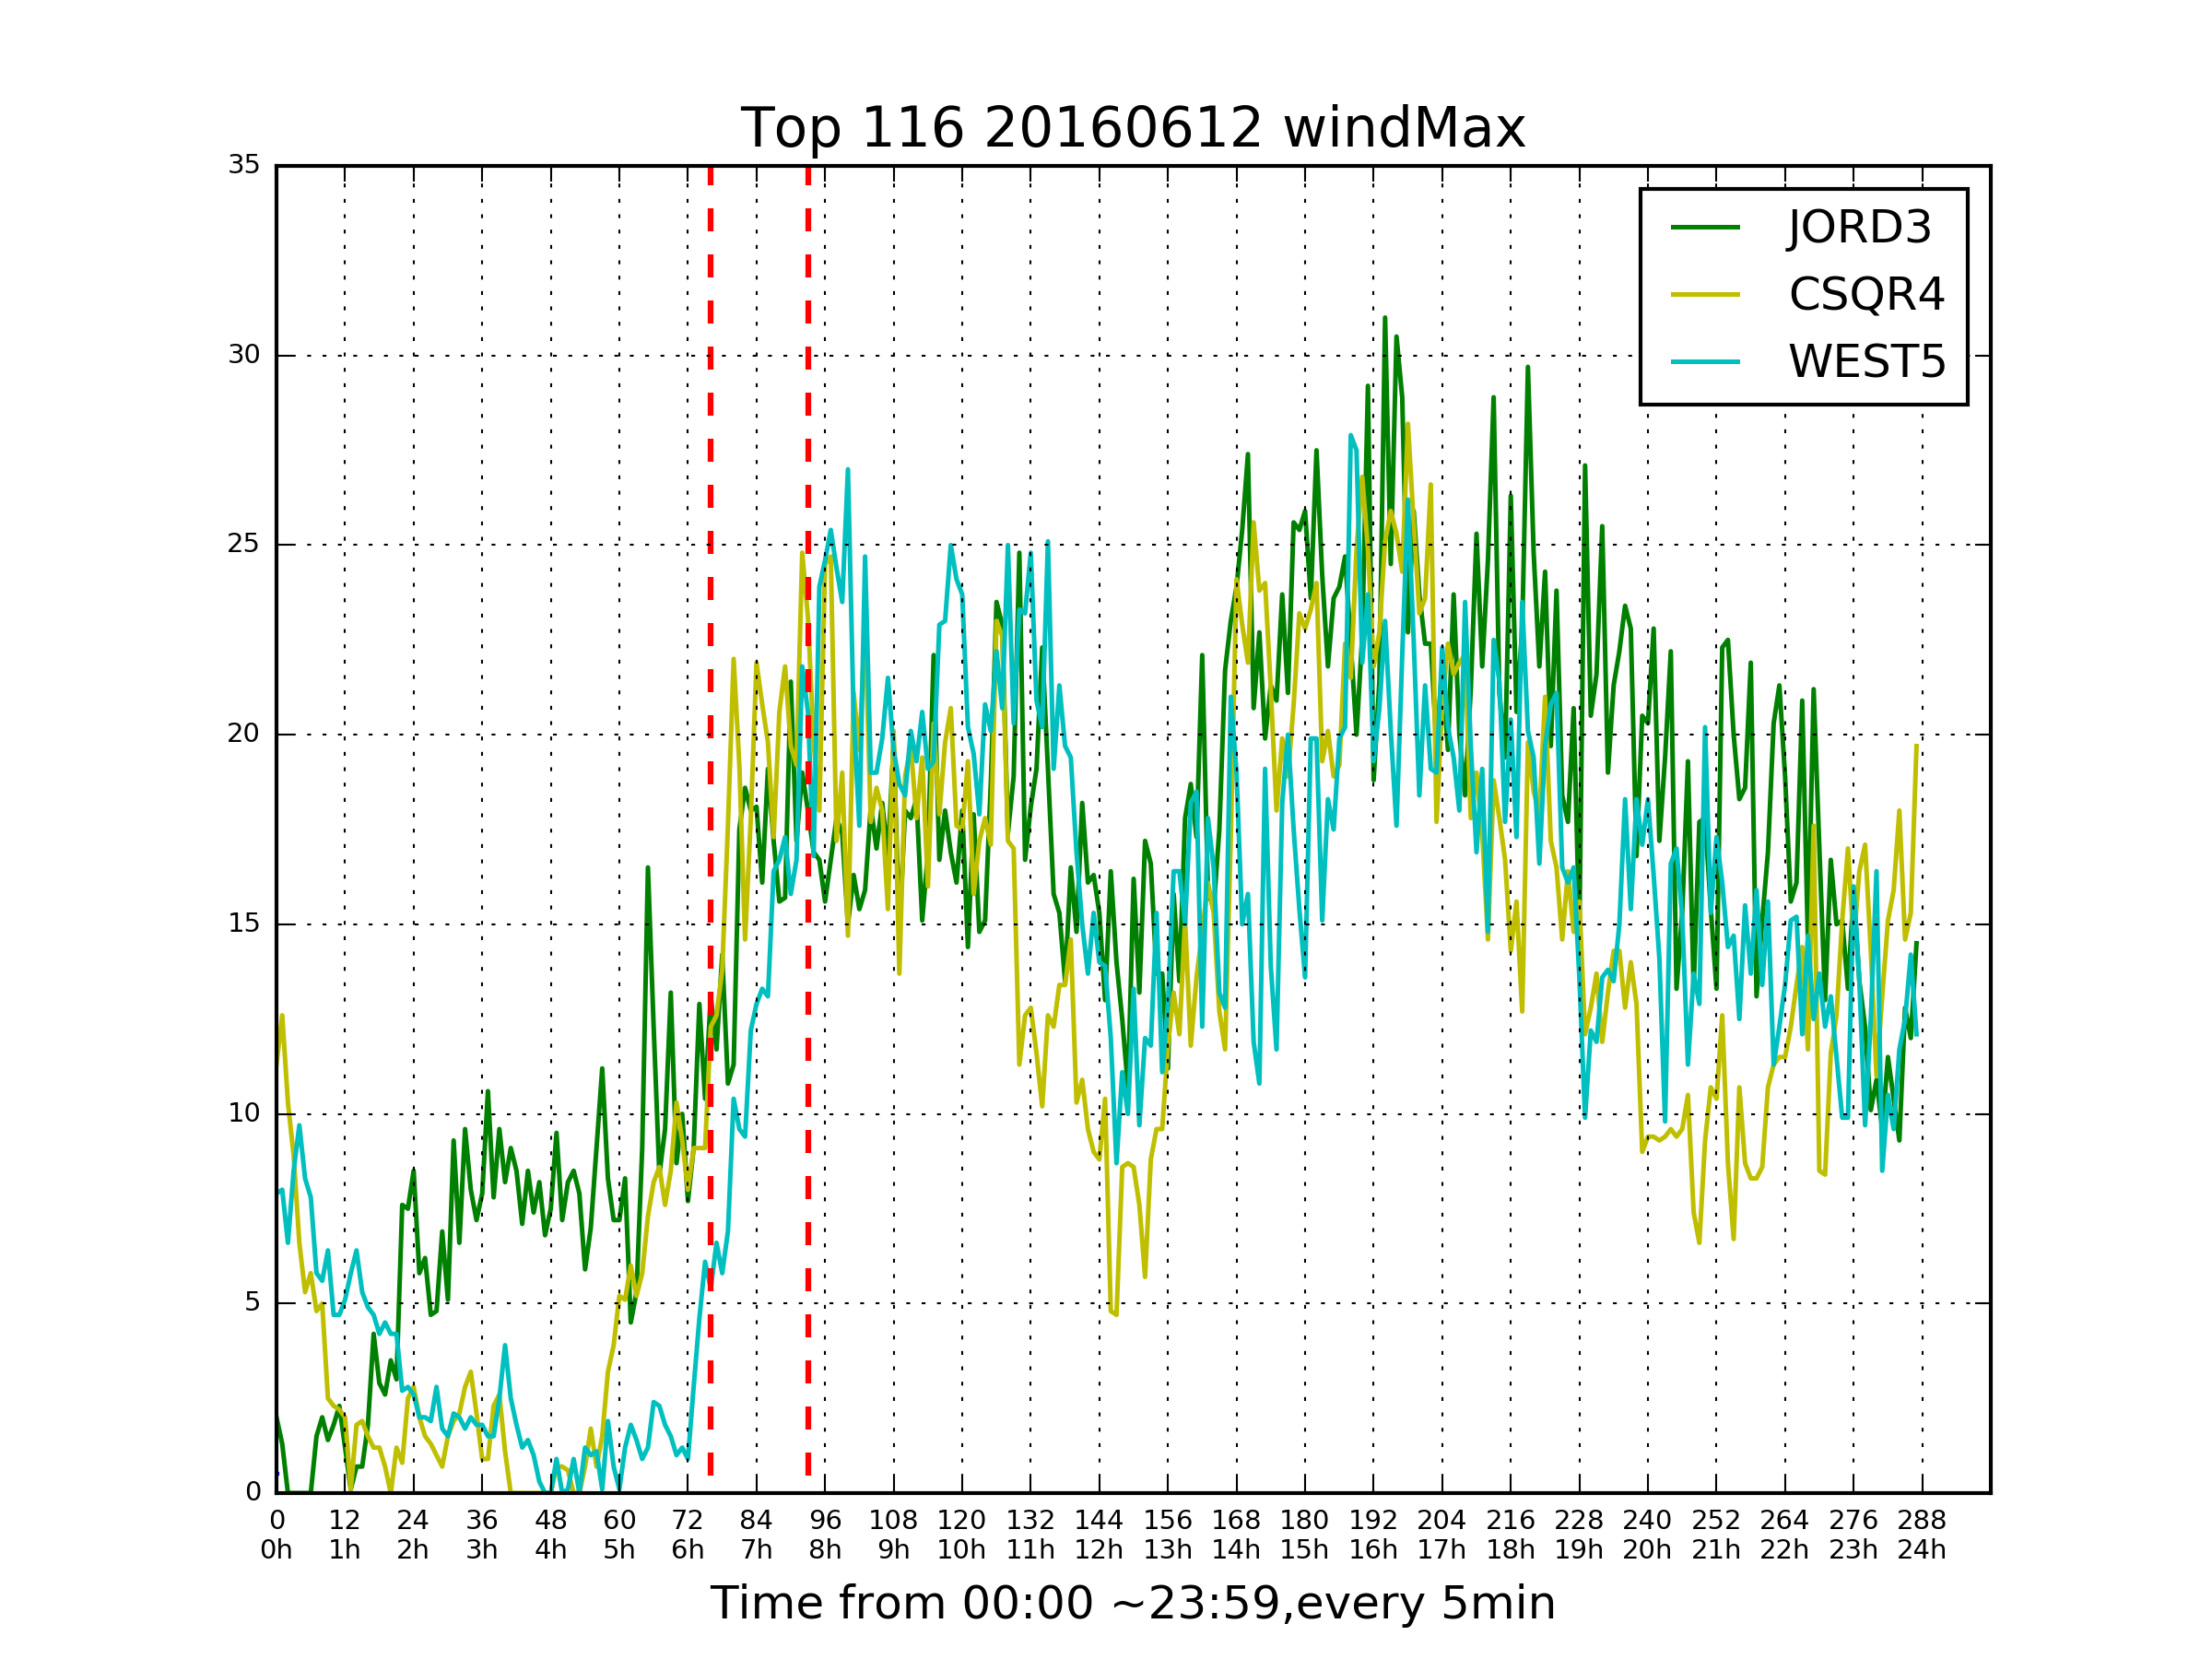 Top 116 20160612 windMax
35
30
25
20
15
10
5
0
JORD3
CSQR4
WEST5
0 12 24 36 48 60 72 84 96 108 120 132 144 156 168 180 192 204 216 228 240 252 264 276 288
0h 1h 2h 3h 4h 5h 6h 7h 8h 9h 10h 11h 12h 13h 14h 15h 16h 17h 18h 19h 20h 21h 22h 23h 24h
Time from 00:00 ~23:59,every 5min